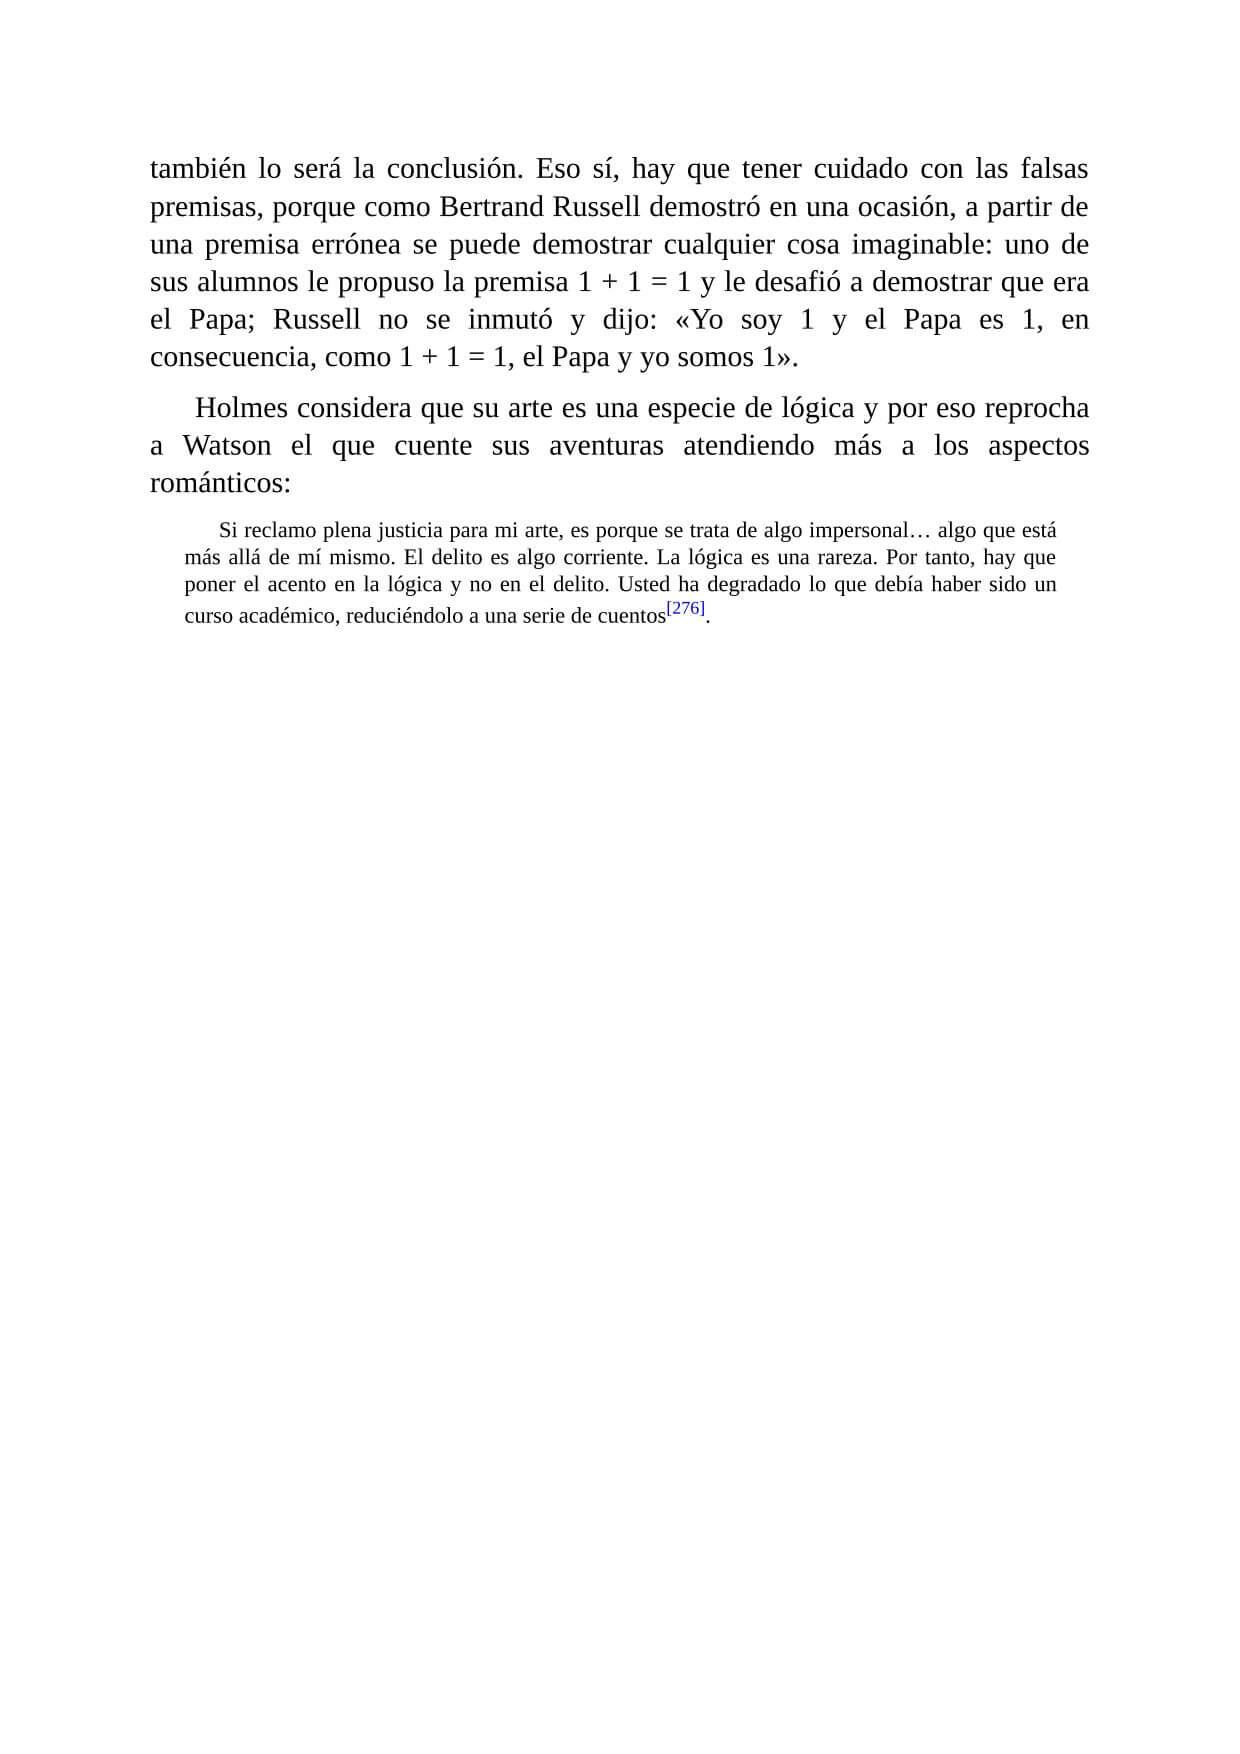 también lo será la conclusión. Eso sí, hay que tener cuidado con las falsas
premisas, porque como Bertrand Russell demostró en una ocasión, a partir de
una premisa errónea se puede demostrar cualquier cosa imaginable: uno de
sus alumnos le propuso la premisa 1 + 1 = 1 y le desafió a demostrar que era
el Papa; Russell no se inmutó y dijo: «Yo soy 1 y el Papa es 1, en
consecuencia, como 1 + 1 = 1, el Papa y yo somos 1».
Holmes considera que su arte es una especie de lógica y por eso reprocha
a Watson el que cuente sus aventuras atendiendo más a los aspectos
románticos:
Si reclamo plena justicia para mi arte, es porque se trata de algo impersonal… algo que está
más allá de mí mismo. El delito es algo corriente. La lógica es una rareza. Por tanto, hay que
poner el acento en la lógica y no en el delito. Usted ha degradado lo que debía haber sido un
curso académico, reduciéndolo a una serie de cuentos[276].